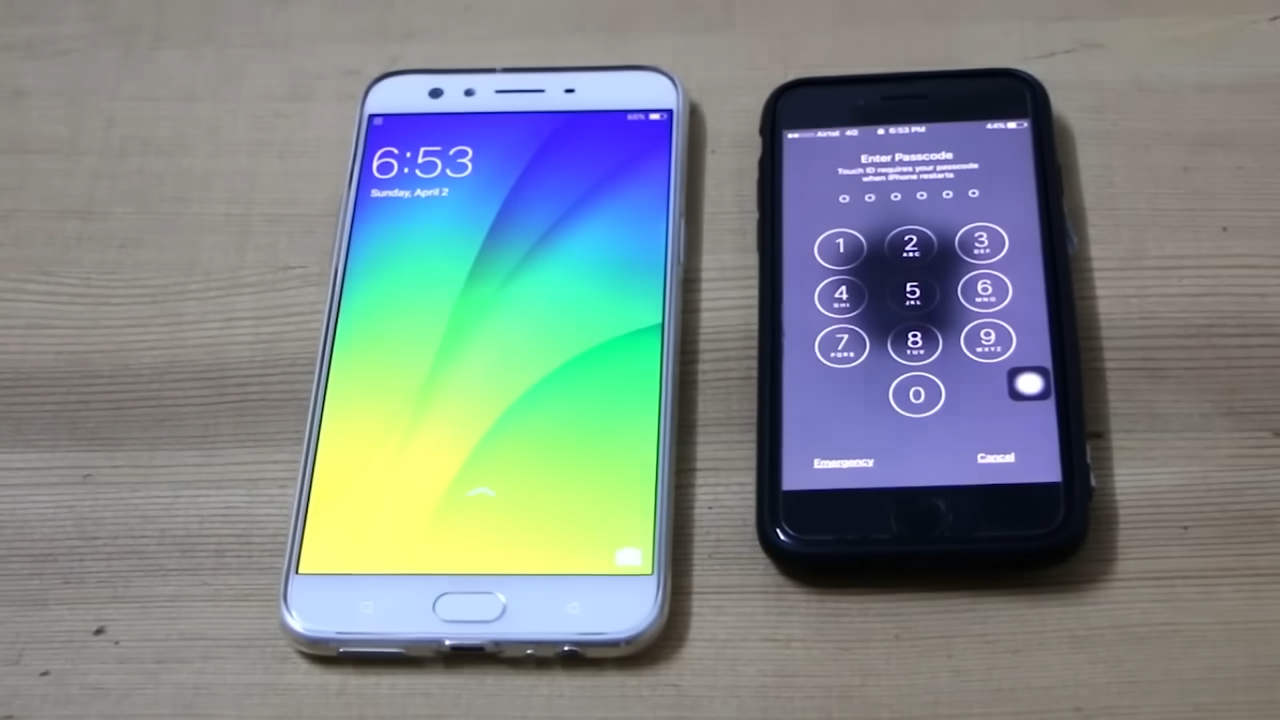 68%
6:53
Sunday, April 2
Airtel 4G 6:53 PM 44%
Enter Passcode
Touch ID requires your passcode
when iPhone restarts
1 2 3
ABC DEF
4 5 6
GHI JKL MNO
7 8 9
PQRS TUV WXYZ
0
Emergency Cancel